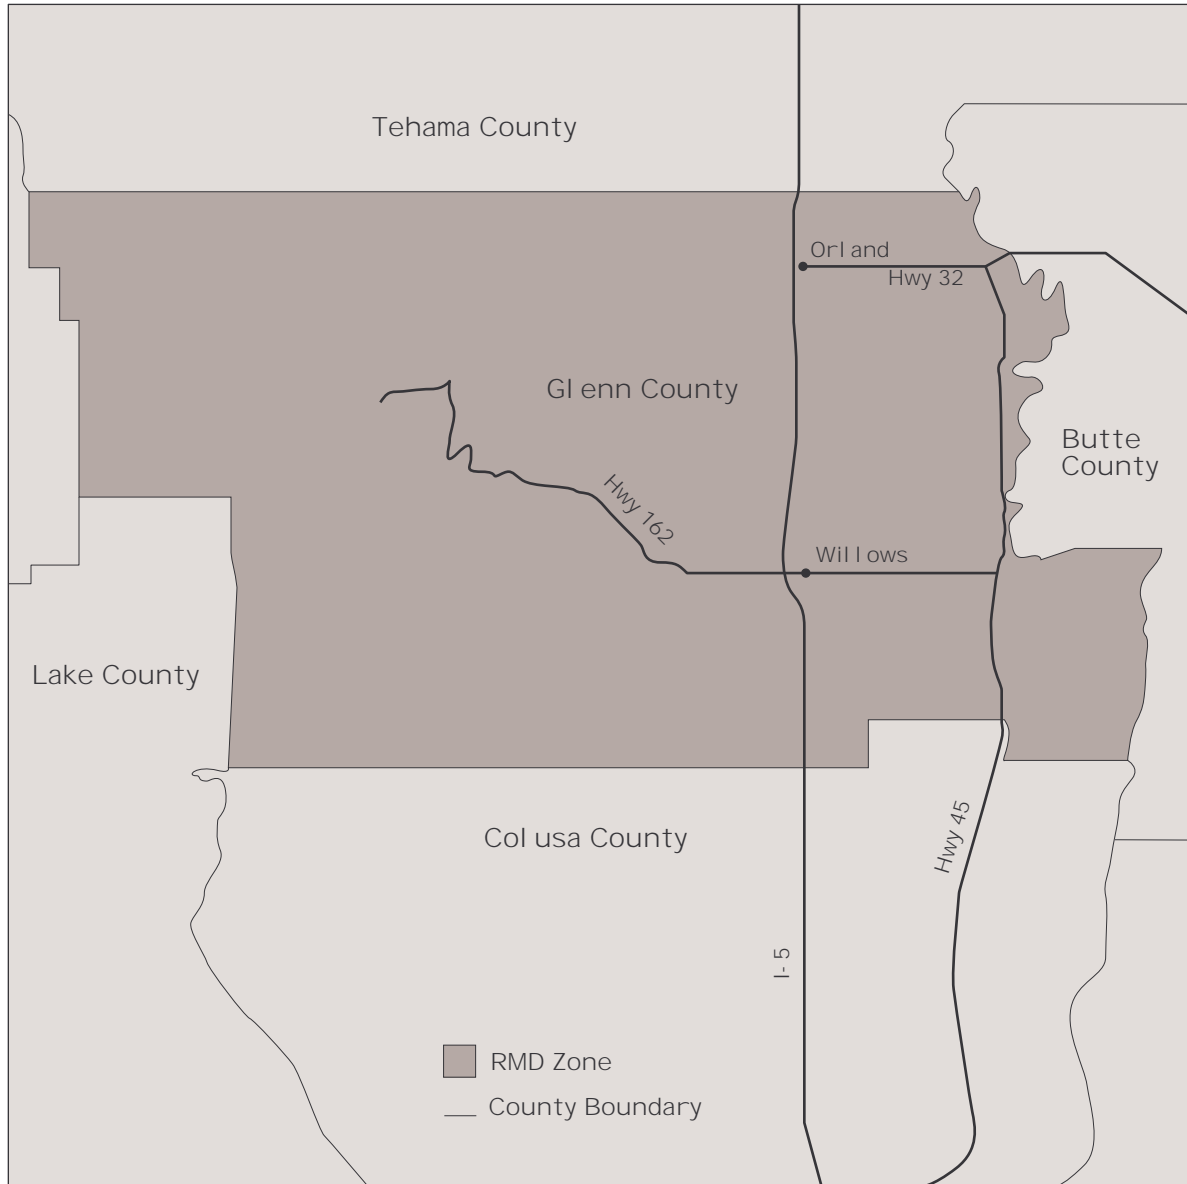 Tehama County
Orland
Hwy 32
Glenn County
Butte
County
Hwy 162
Willows
Lake County
Colusa County
Hwy 45
I-5
RMD Zone
County Boundary